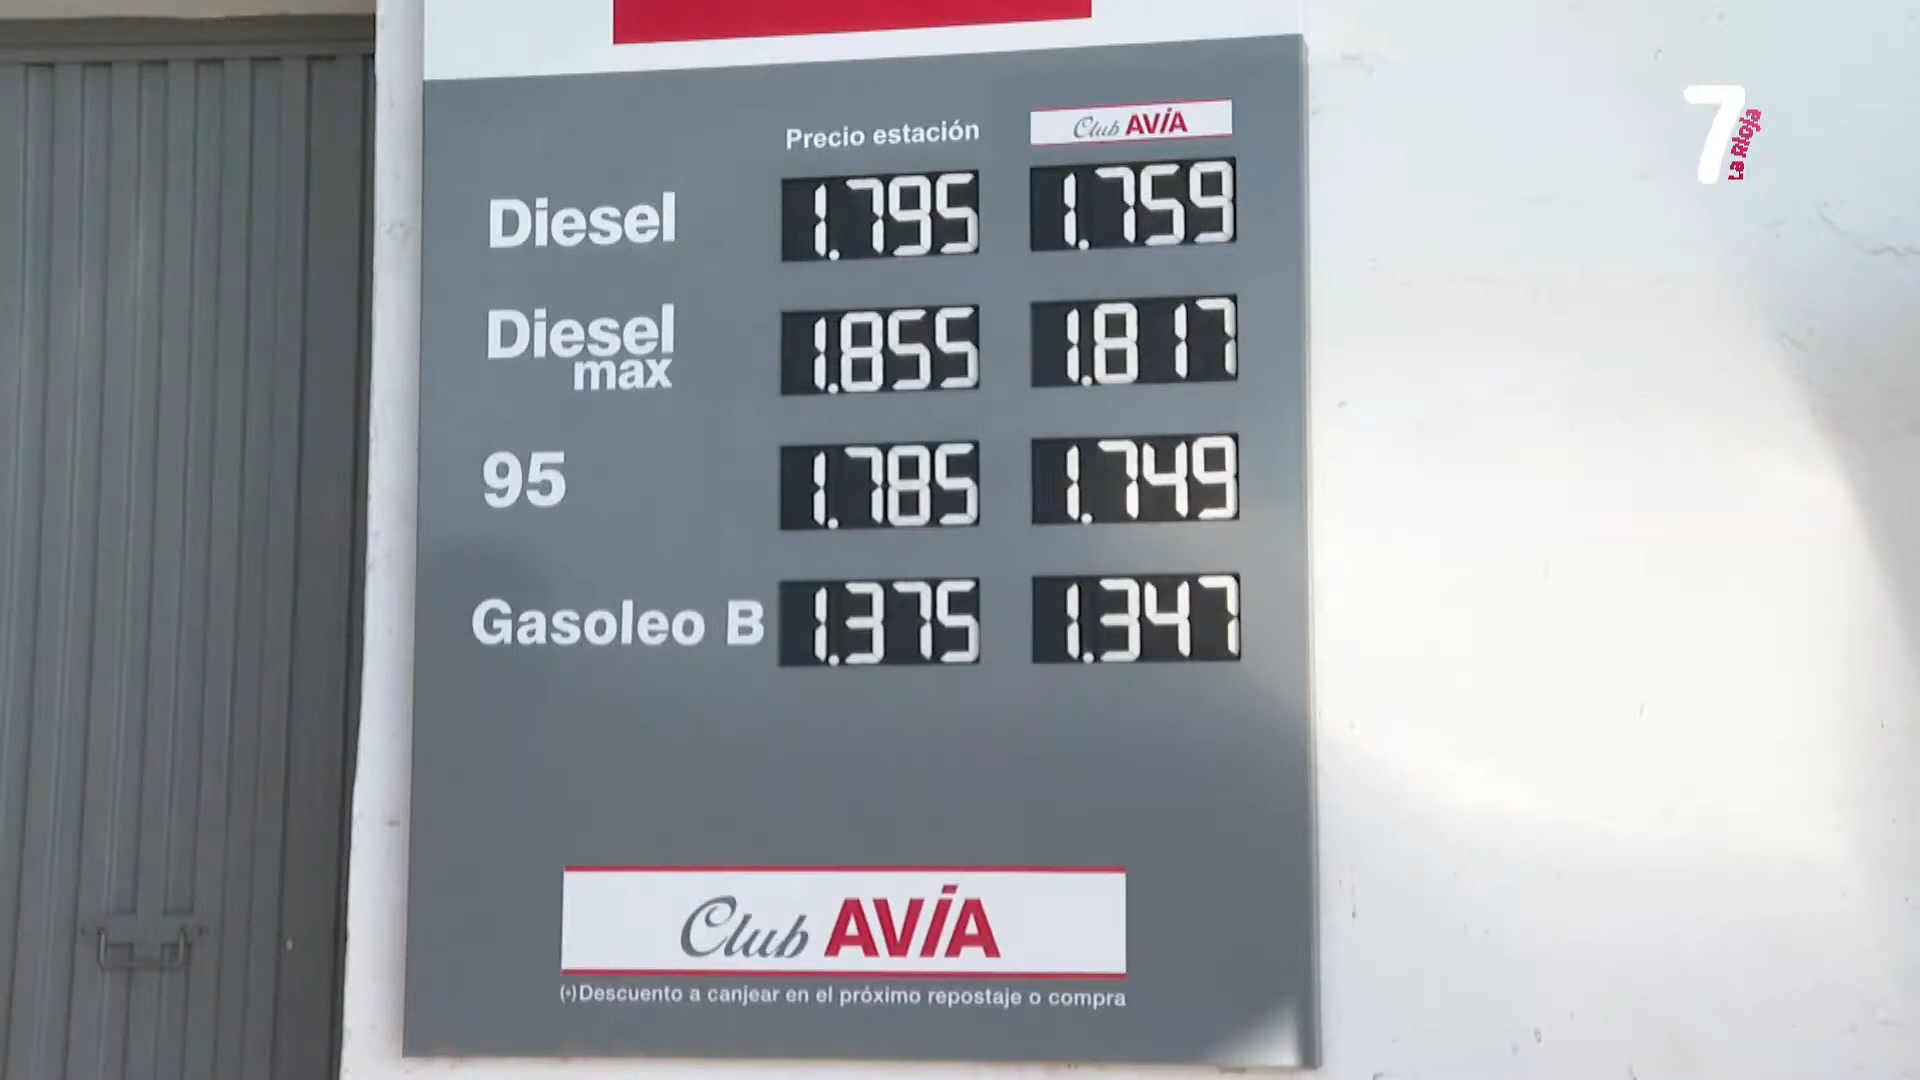 Precio estación Club AVÍA
Diesel 1.795 1.759
Diesel max 1.855 1.817
95 1.785 1.749
Gasoleo B 1.375 1.347
Club AVÍA
(*)Descuento a canjear en el próximo repostaje o compra
7 La Rioja